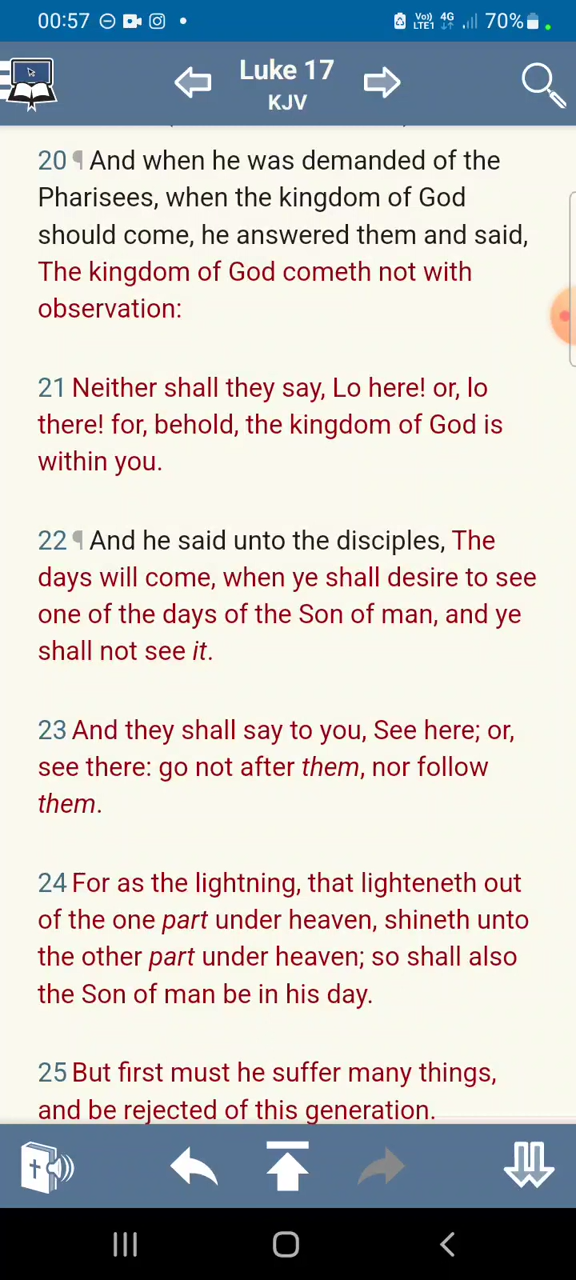 00:57
Vo))
LTE1
4G
70%
Luke 17
KJV
20 ¶ And when he was demanded of the
Pharisees, when the kingdom of God
should come, he answered them and said,
The kingdom of God cometh not with
observation:
21 Neither shall they say, Lo here! or, lo
there! for, behold, the kingdom of God is
within you.
22 ¶ And he said unto the disciples, The
days will come, when ye shall desire to see
one of the days of the Son of man, and ye
shall not see it.
23 And they shall say to you, See here; or,
see there: go not after them, nor follow
them.
24 For as the lightning, that lighteneth out
of the one part under heaven, shineth unto
the other part under heaven; so shall also
the Son of man be in his day.
25 But first must he suffer many things,
and be rejected of this generation.